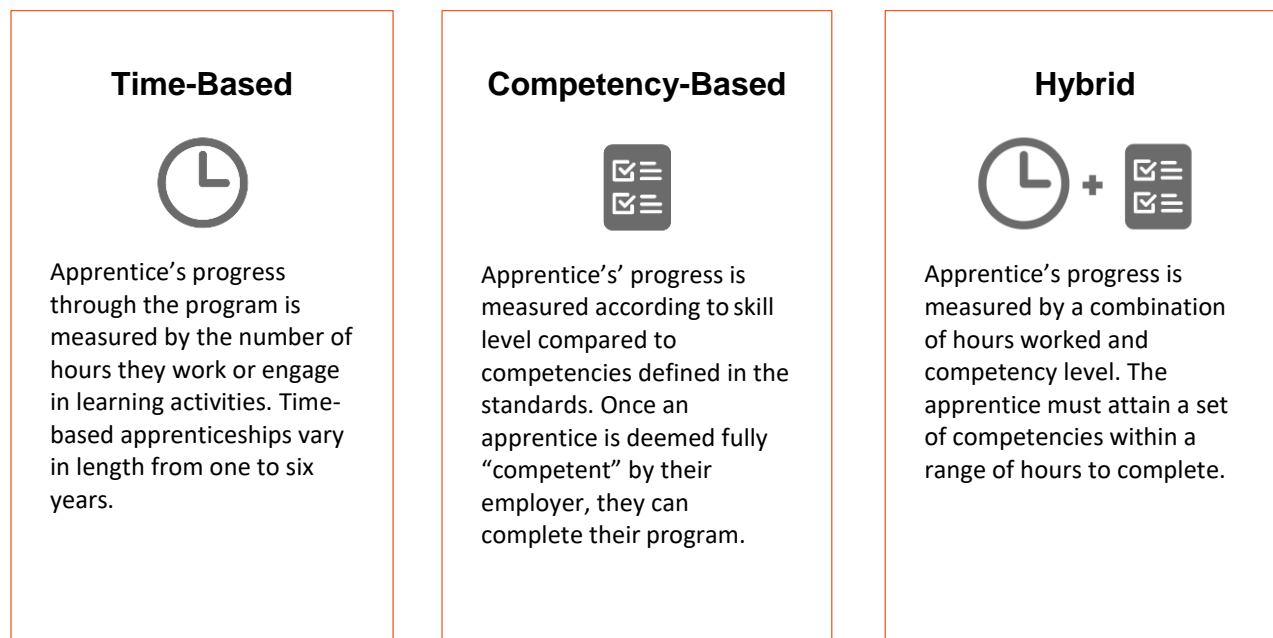 Time-Based
Apprentice’s progress
through the program is
measured by the number of
hours they work or engage
in learning activities. Time-
based apprenticeships vary
in length from one to six
years.
Competency-Based
Apprentice’s’ progress is
measured according to skill
level compared to
competencies defined in the
standards. Once an
apprentice is deemed fully
“competent” by their
employer, they can
complete their program.
Hybrid
Apprentice’s progress is
measured by a combination
of hours worked and
competency level. The
apprentice must attain a set
of competencies within a
range of hours to complete.